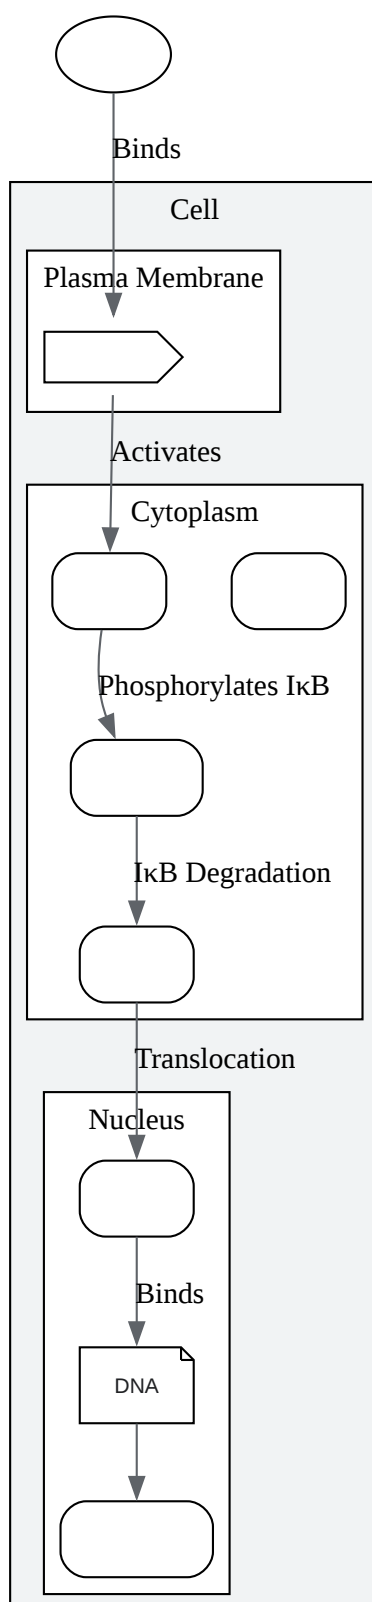 Binds
Cell
Plasma Membrane
Activates
Cytoplasm
Phosphorylates IκB
IκB Degradation
Translocation
Nucleus
Binds
DNA